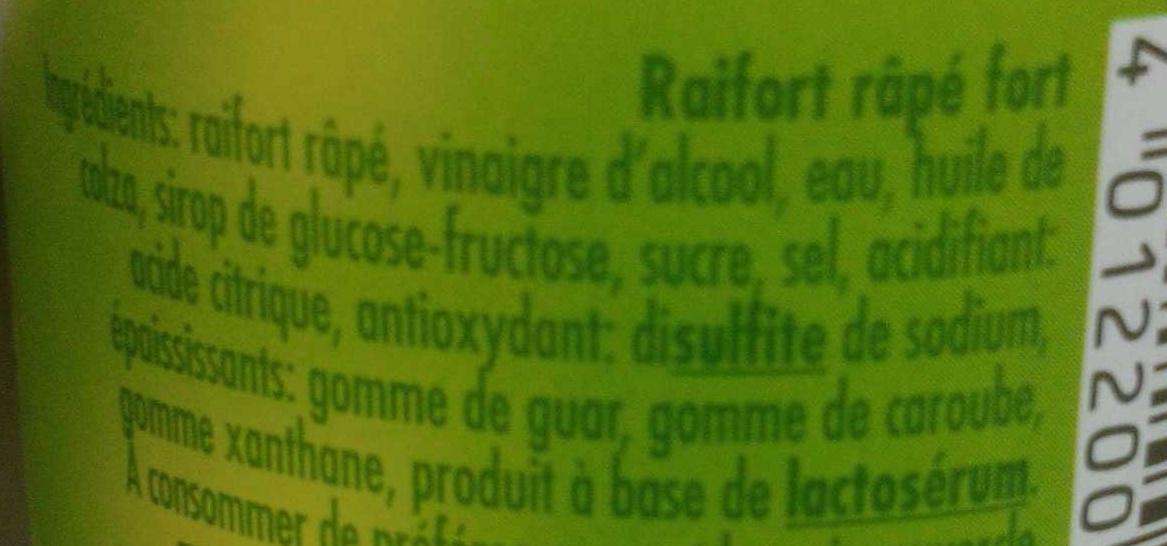 Raifort râpé fort
Ingrédients: raifort râpé, vinaigre d'alcool, eau, huile de
colza, sirop de glucose-fructose, sucre, sel, acidifiant:
acide citrique, antioxydant: disulfite de sodium,
épaississants: gomme de guar, gomme de caroube,
gomme xanthane, produit à base de lactosérum.
À consommer de
4 012200